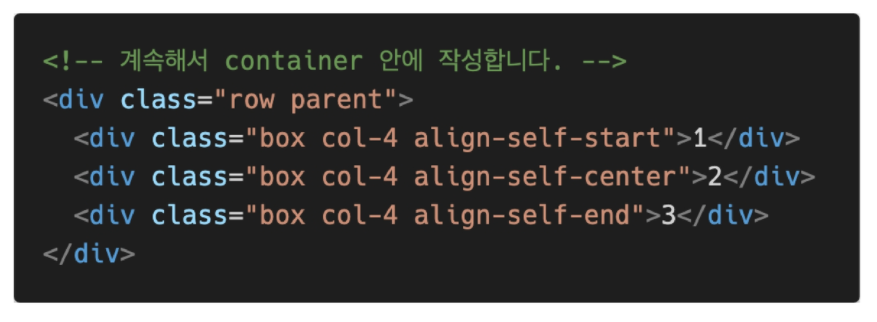 <!-- 계속해서 container 안에 작성합니다. -->
<div class="row parent">
  <div class="box col-4 align-self-start">1</div>
  <div class="box col-4 align-self-center">2</div>
  <div class="box col-4 align-self-end">3</div>
</div>